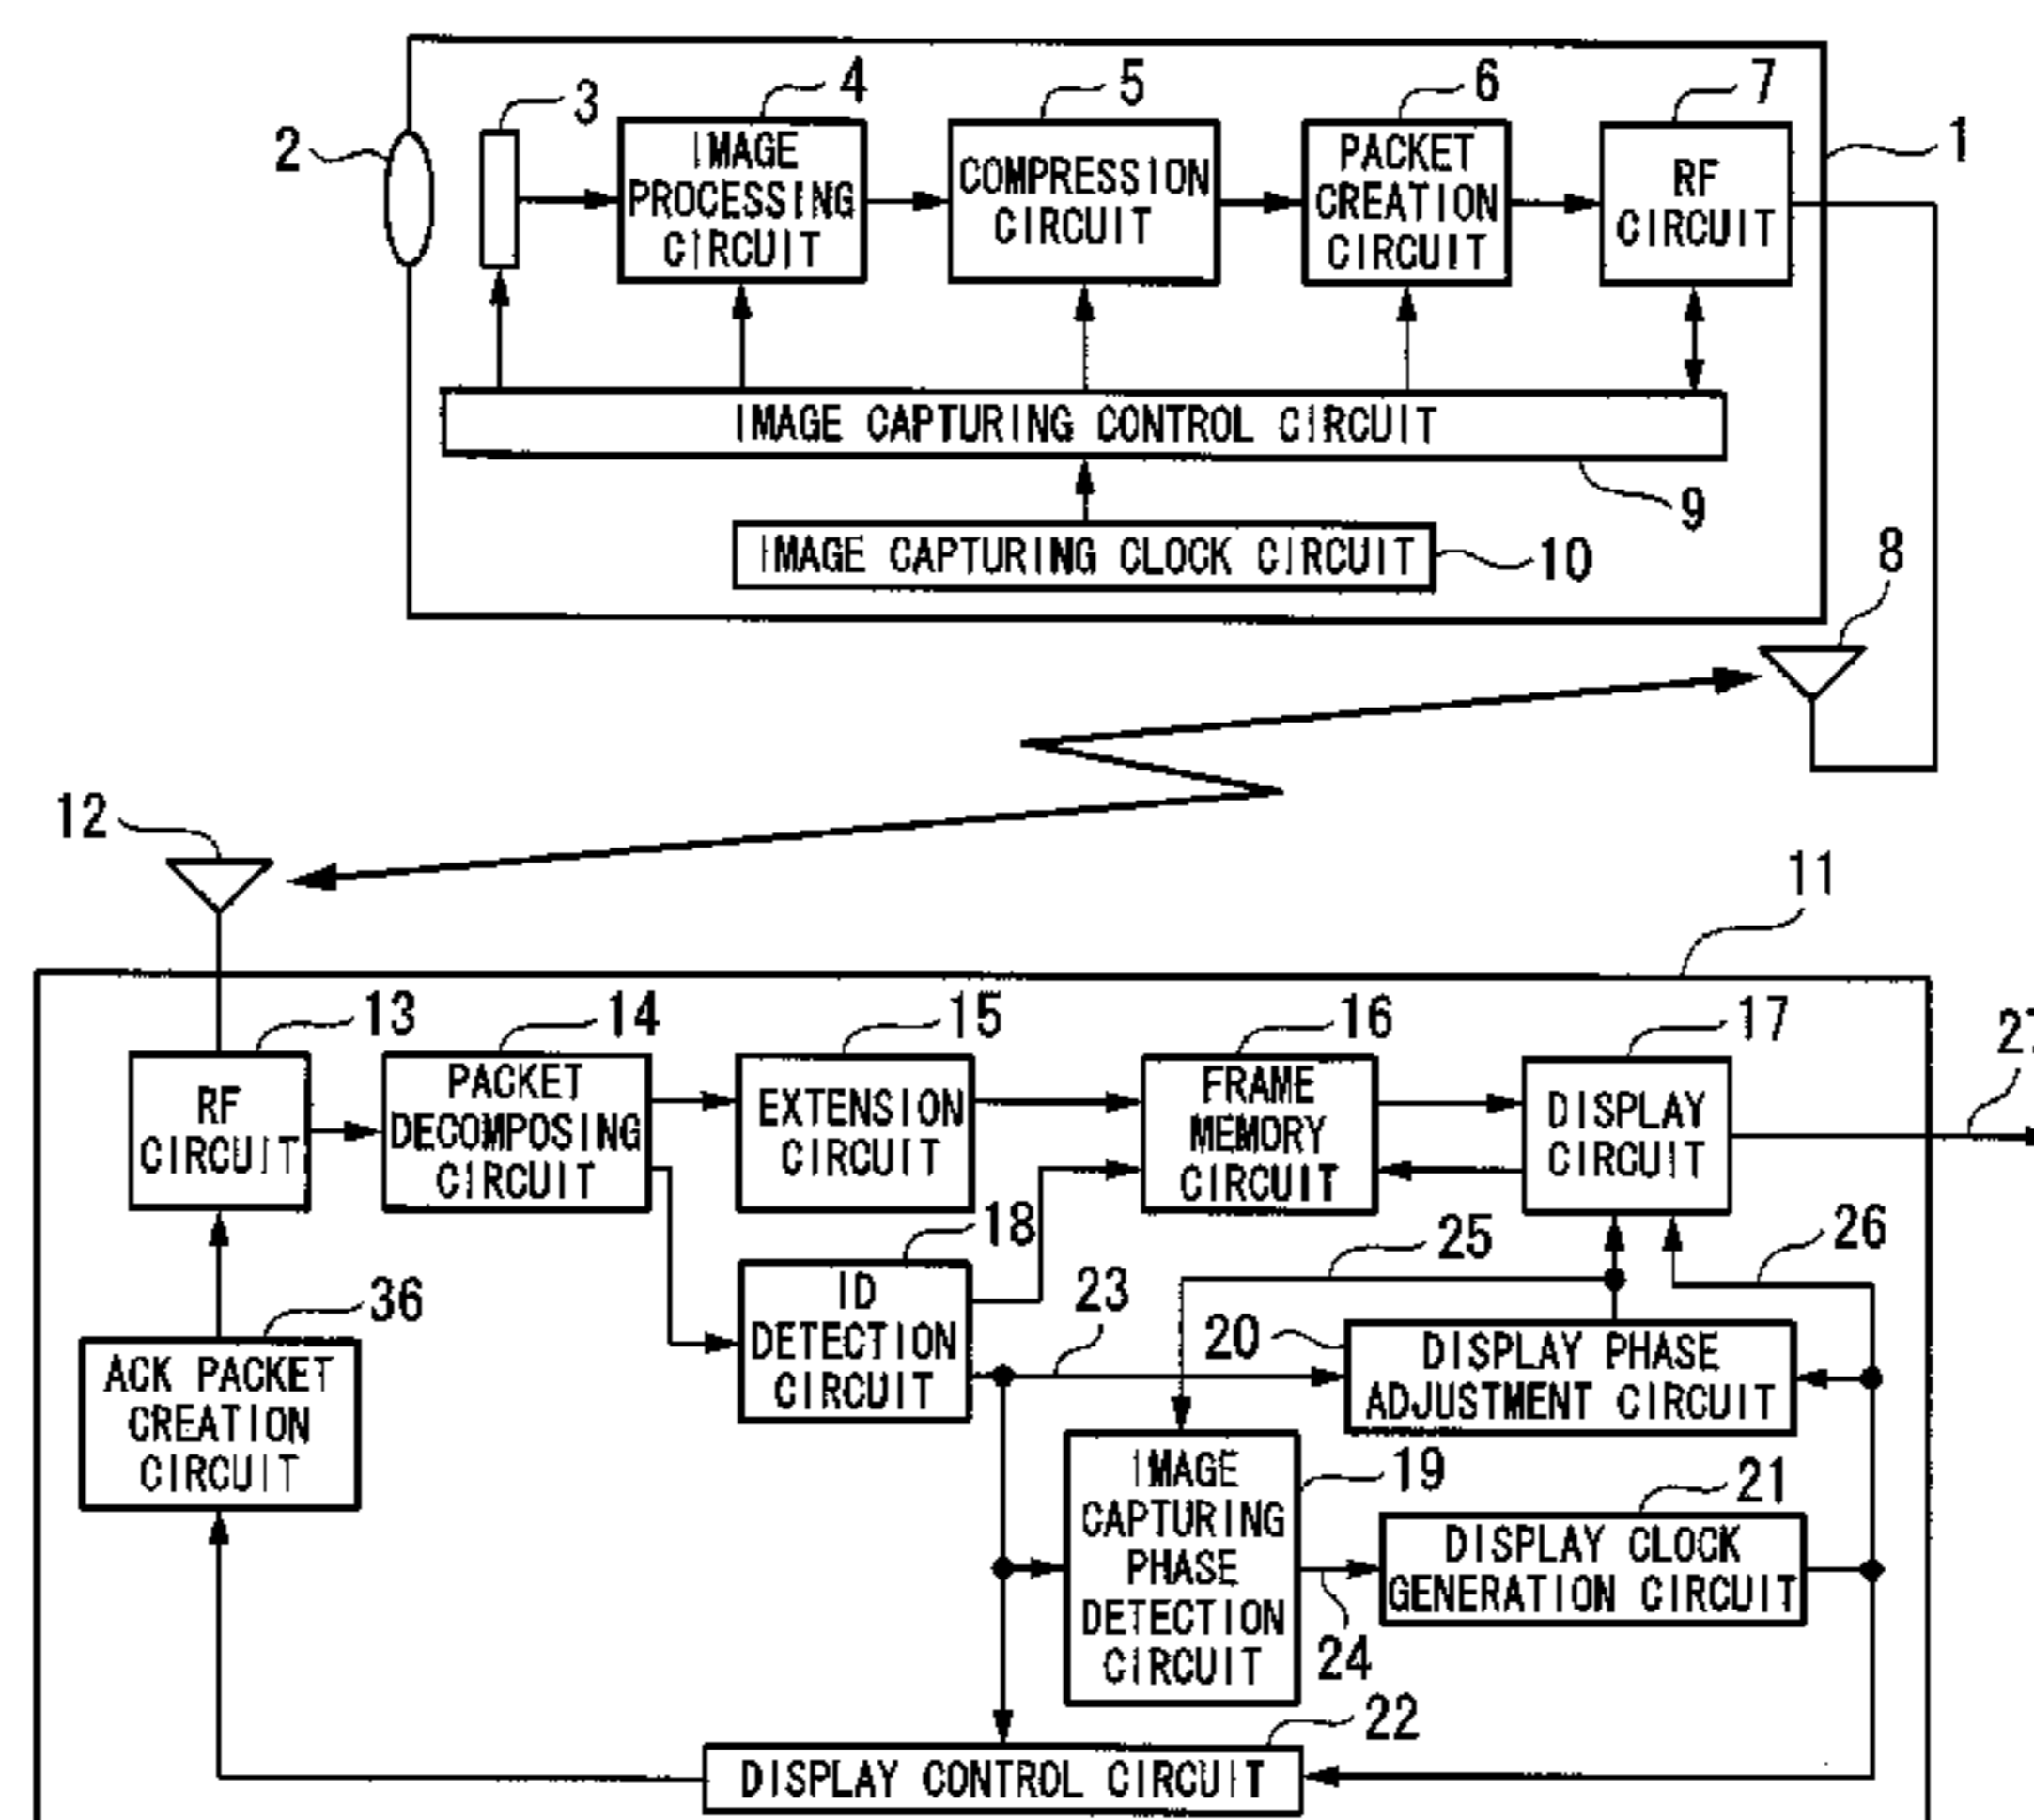 3
4
5
6
7
2
1
IMAGE
PROCESSING
CIRCUIT
COMPRESSION
CIRCUIT
PACKET
CREATION
CIRCUIT
RF
CIRCUIT
IMAGE CAPTURING CONTROL CIRCUIT
9
IMAGE CAPTURING CLOCK CIRCUIT
10
8
12
11
13
14
15
16
17
27
RF
CIRCUIT
PACKET
DECOMPOSING
CIRCUIT
EXTENSION
CIRCUIT
FRAME
MEMORY
CIRCUIT
DISPLAY
CIRCUIT
18
25
26
36
ID
DETECTION
CIRCUIT
23
20
DISPLAY PHASE
ADJUSTMENT CIRCUIT
ACK PACKET
CREATION
CIRCUIT
IMAGE
CAPTURING
PHASE
DETECTION
CIRCUIT
19
21
DISPLAY CLOCK
GENERATION CIRCUIT
24
22
DISPLAY CONTROL CIRCUIT